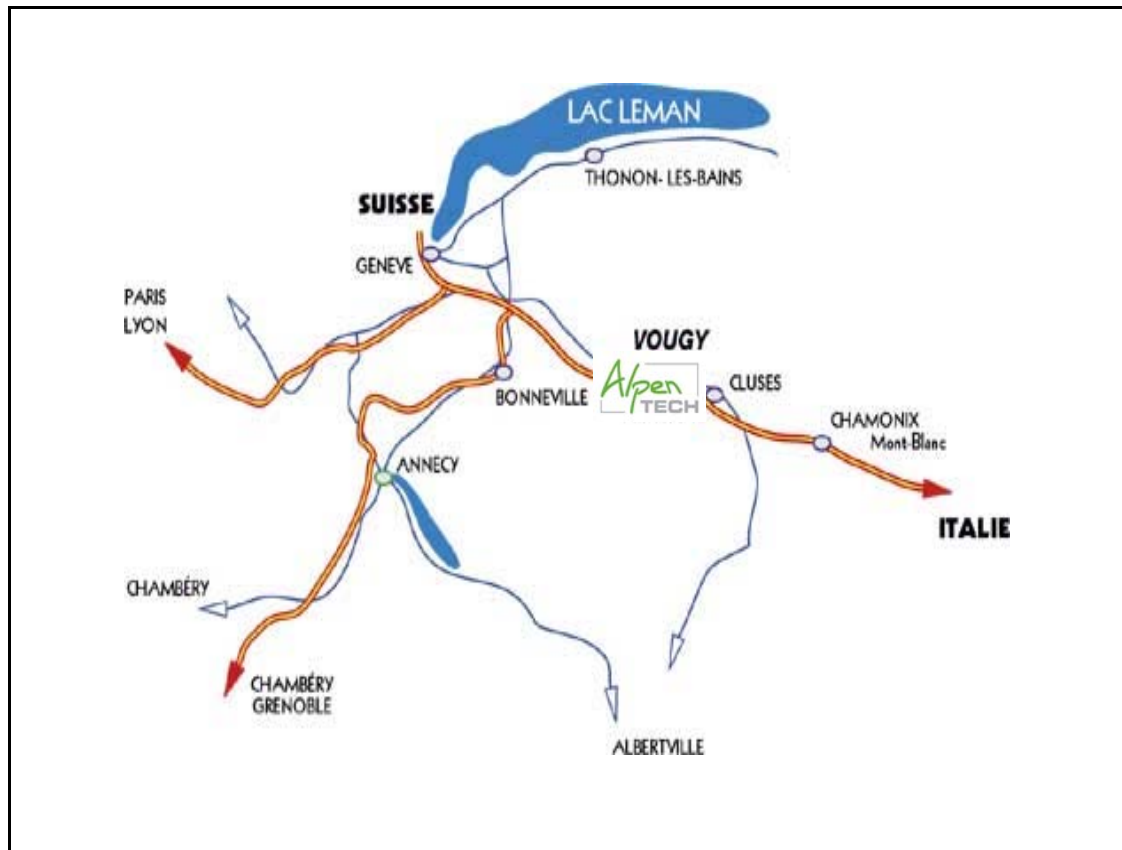 LAC LEMAN
THONON- LES-BAINS
SUISSE
GENEVE
PARIS
LYON
VOUGY
Alpen
TECH
CLUSES
BONNEVILLE
CHAMONIX
Mont-Blanc
ANNECY
ITALIE
CHAMBÉRY
CHAMBÉRY
GRENOBLE
ALBERTVILLE